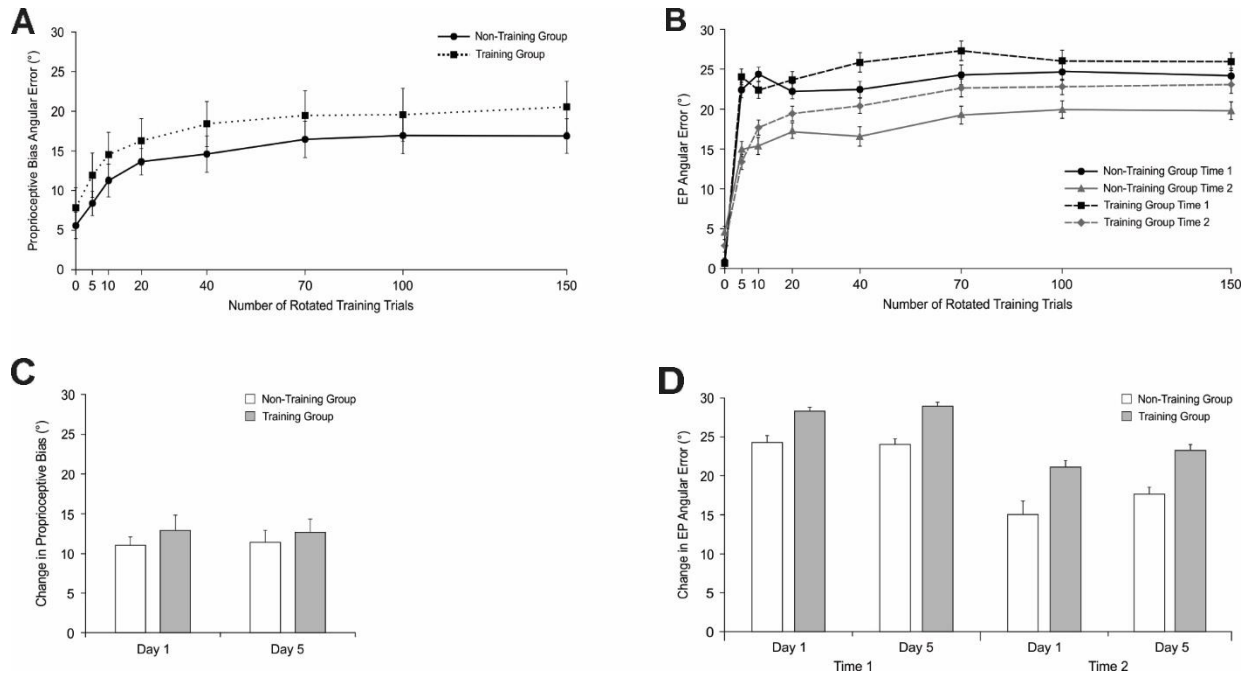 A
Non-Training Group
Training Group
Proprioceptive Bias Angular Error (°)
30
25
20
15
10
5
0
0 5 10 20 40 70 100 150
Number of Rotated Training Trials
B
EP Angular Error (°)
30
25
20
15
10
5
0
Non-Training Group Time 1
Non-Training Group Time 2
Training Group Time 1
Training Group Time 2
0 5 10 20 40 70 100 150
Number of Rotated Training Trials
C
Non-Training Group
Training Group
Change in Proprioceptive Bias (°)
30
25
20
15
10
5
0
Day 1 Day 5
D
Non-Training Group
Training Group
Change in EP Angular Error (°)
30
25
20
15
10
5
0
Day 1 Day 5 Day 1 Day 5
Time 1 Time 2